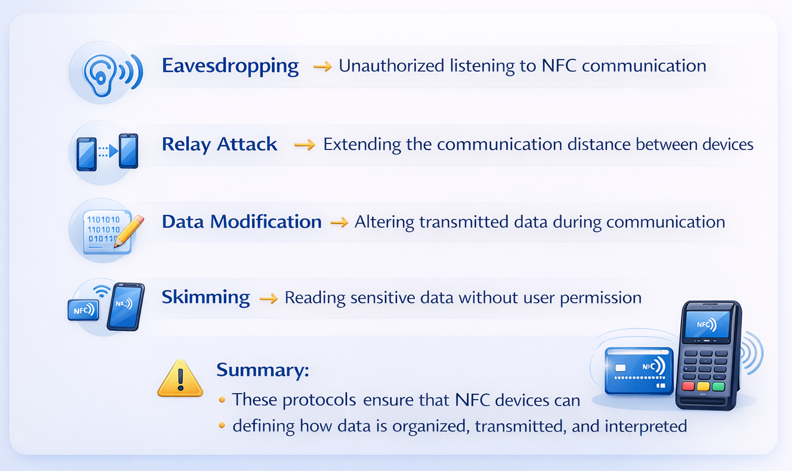 Eavesdropping → Unauthorized listening to NFC communication
Relay Attack → Extending the communication distance between devices
1101010
1101010
Data Modification → Altering transmitted data during communication
Skimming → Reading sensitive data without user permission
NFC
NFC
NFC
Summary:
• These protocols ensure that NFC devices can
• defining how data is organized, transmitted, and interpreted